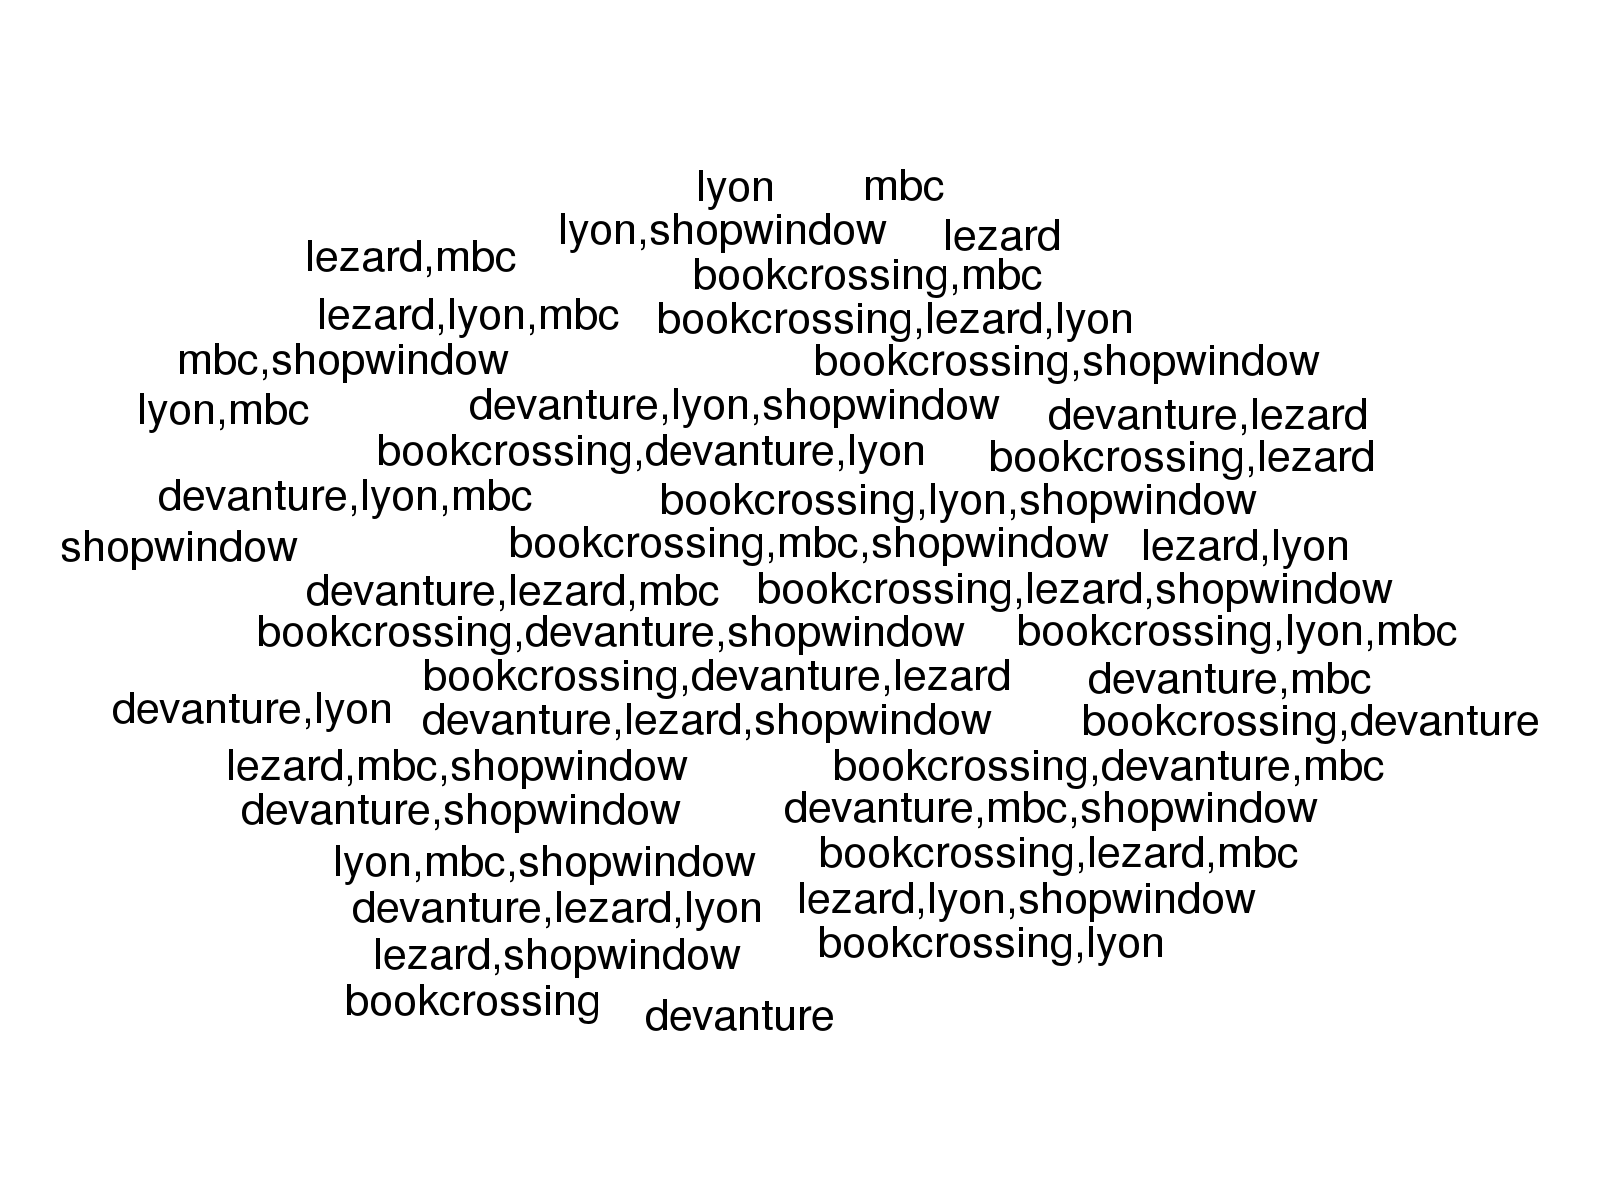 lyon mbc
lyon,shopwindow lezard
lezard,mbc
bookcrossing,mbc
lezard,lyon,mbc bookcrossing,lezard,lyon
mbc,shopwindow bookcrossing,shopwindow
lyon,mbc devanture,lyon,shopwindow devanture,lezard
bookcrossing,devanture,lyon bookcrossing,lezard
devanture,lyon,mbc bookcrossing,lyon,shopwindow
shopwindow bookcrossing,mbc,shopwindow lezard,lyon
devanture,lezard,mbc bookcrossing,lezard,shopwindow
bookcrossing,devanture,shopwindow bookcrossing,lyon,mbc
bookcrossing,devanture,lezard devanture,mbc
devanture,lyon devanture,lezard,shopwindow bookcrossing,devanture
lezard,mbc,shopwindow bookcrossing,devanture,mbc
devanture,shopwindow devanture,mbc,shopwindow
lyon,mbc,shopwindow bookcrossing,lezard,mbc
devanture,lezard,lyon lezard,lyon,shopwindow
lezard,shopwindow bookcrossing,lyon
bookcrossing devanture